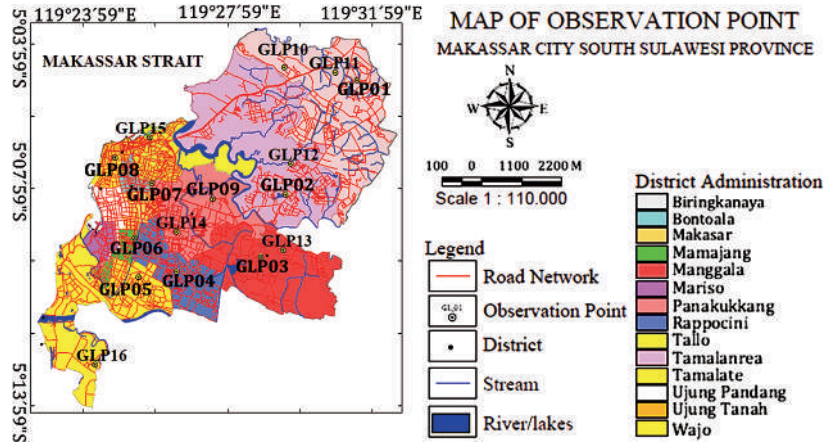 119°23'59"E 119°27'59"E 119°31'59"E
5°03'59"S
5°07'59"S
5°13'59"S
MAKASSAR STRAIT
GLP10
GLP11
GLP01
GLP15
GLP08
GLP12
GLP07
GLP09
GLP02
GLP14
GLP06
GLP13
GLP03
GLP04
GLP05
GLP16
MAP OF OBSERVATION POINT
MAKASSAR CITY SOUTH SULAWESI PROVINCE
N
W E
S
100 0 1100 2200 M
Scale 1 : 110.000
Legend
Road Network
GL01
Observation Point
District
Stream
River/lakes
District Administration
Biringkanaya
Bontoala
Makasar
Mamajang
Manggala
Mariso
Panakukkang
Rappocini
Tallo
Tamalanrea
Tamalate
Ujung Pandang
Ujung Tanah
Wajo